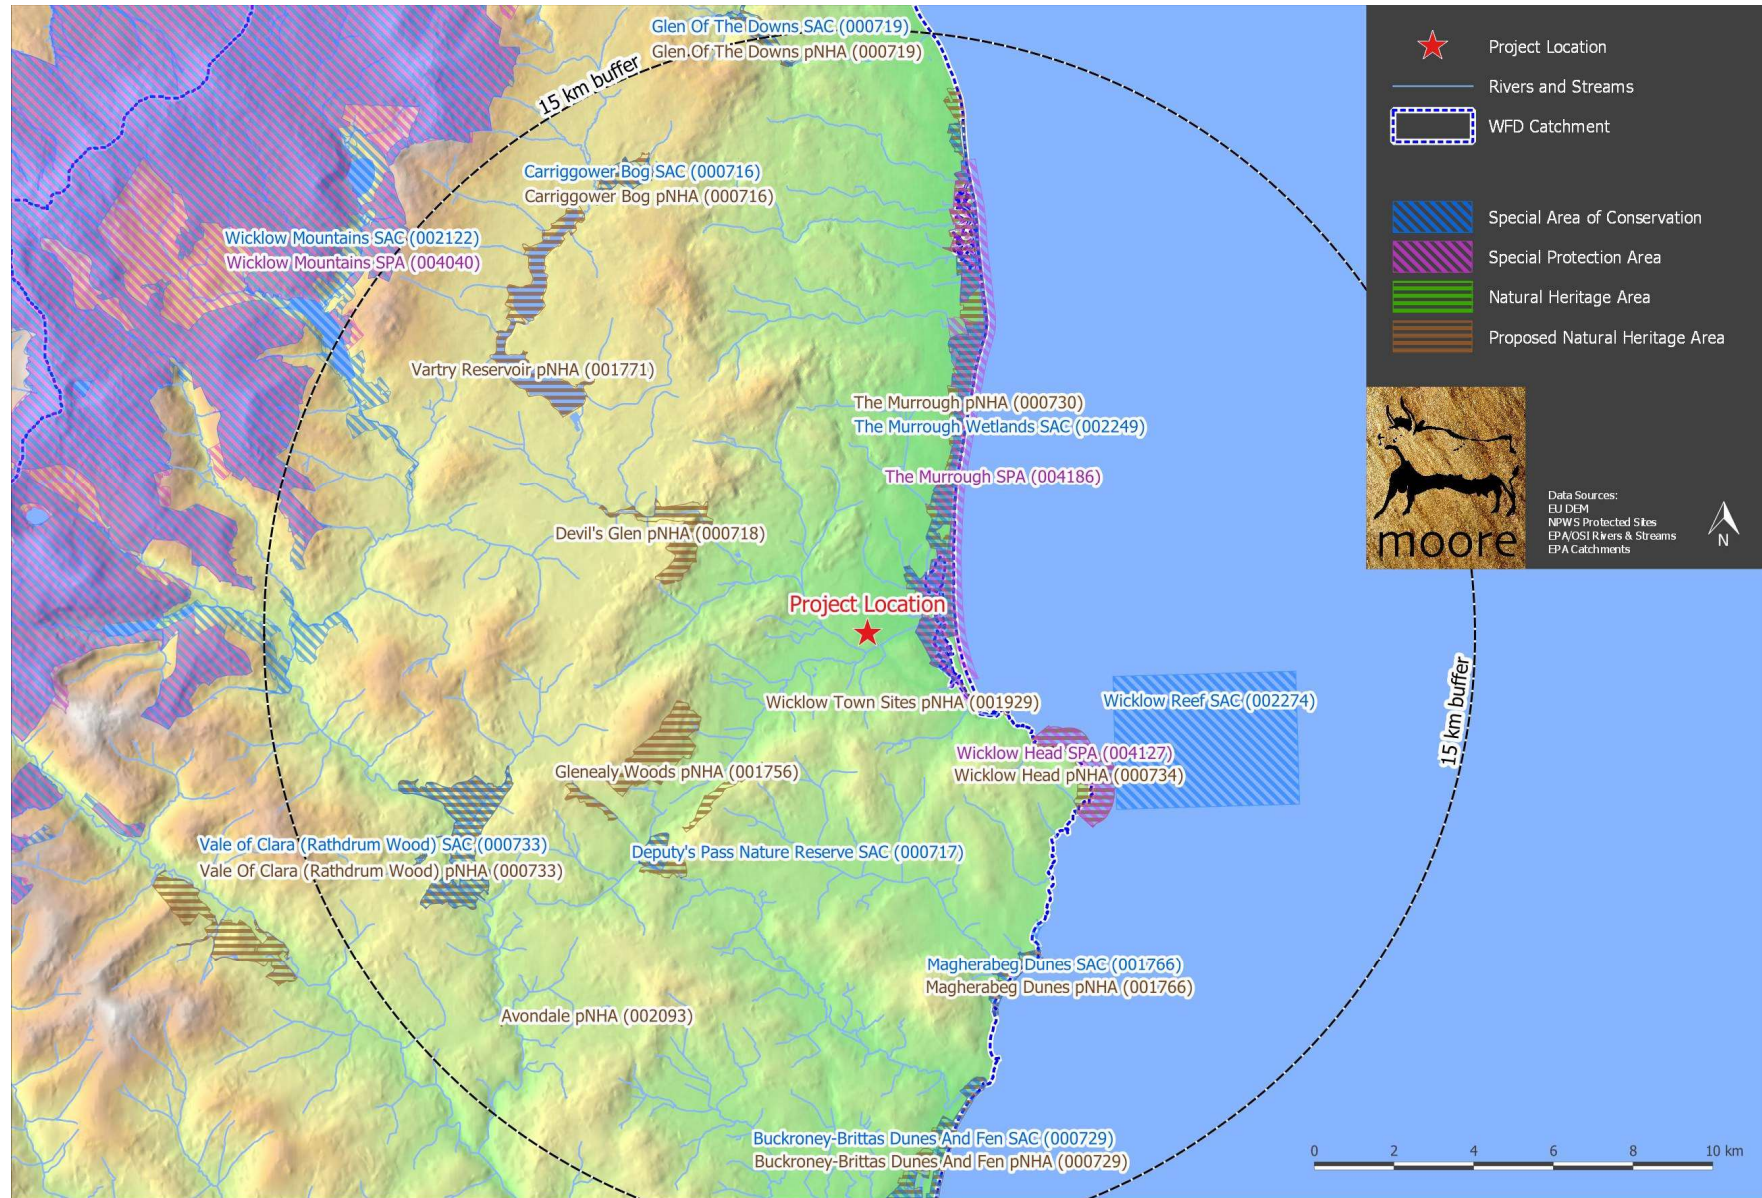 Glen Of The Downs SAC (000719)
Glen Of The Downs pNHA (000719)
15 km buffer
Carriggower Bog SAC (000716)
Carriggower Bog pNHA (000716)
Wicklow Mountains SAC (002122)
Wicklow Mountains SPA (004040)
Vartry Reservoir pNHA (001771)
The Murrough pNHA (000730)
The Murrough Wetlands SAC (002249)
The Murrough SPA (004186)
Devil's Glen pNHA (000718)
Project Location
Wicklow Town Sites pNHA (001929)
Wicklow Reef SAC (002274)
15 km buffer
Wicklow Head SPA (004127)
Wicklow Head pNHA (000734)
Glenealy Woods pNHA (001756)
Vale of Clara (Rathdrum Wood) SAC (000733)
Vale Of Clara (Rathdrum Wood) pNHA (000733)
Deputy's Pass Nature Reserve SAC (000717)
Magherabeg Dunes SAC (001766)
Magherabeg Dunes pNHA (001766)
Avondale pNHA (002093)
Buckroney-Brittas Dunes And Fen SAC (000729)
Buckroney-Brittas Dunes And Fen pNHA (000729)
Project Location
Rivers and Streams
WFD Catchment
Special Area of Conservation
Special Protection Area
Natural Heritage Area
Proposed Natural Heritage Area
moore
Data Sources:
EU DEM
NPWS Protected Sites
EPA/OSI Rivers & Streams
EPA Catchments
N
0 2 4 6 8 10 km